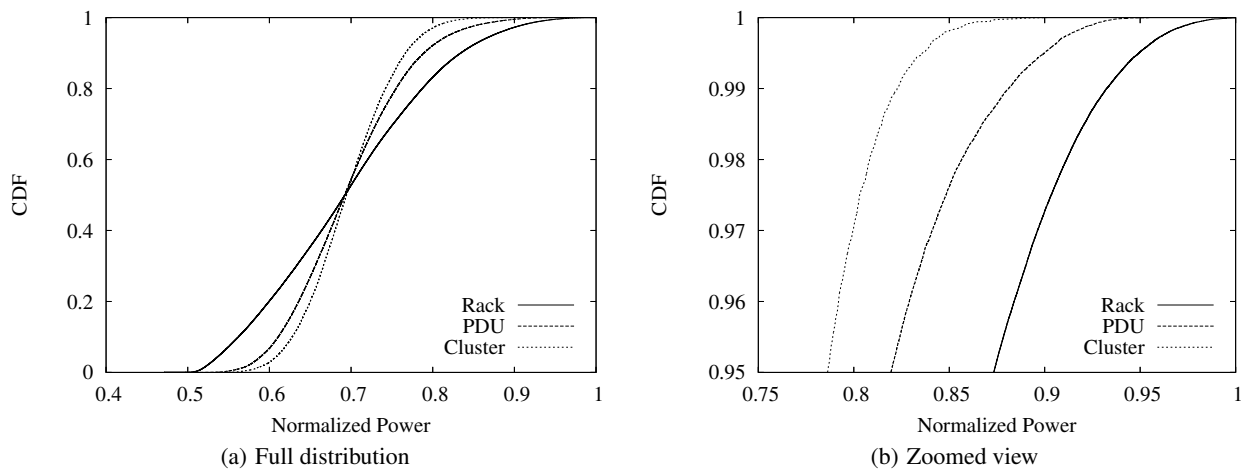 1
0.8
0.6
0.4
0.2
0
0.4 0.5 0.6 0.7 0.8 0.9 1
CDF
Normalized Power
Rack
PDU
Cluster
(a) Full distribution
1
0.99
0.98
0.97
0.96
0.95
0.75 0.8 0.85 0.9 0.95 1
CDF
Normalized Power
Rack
PDU
Cluster
(b) Zoomed view